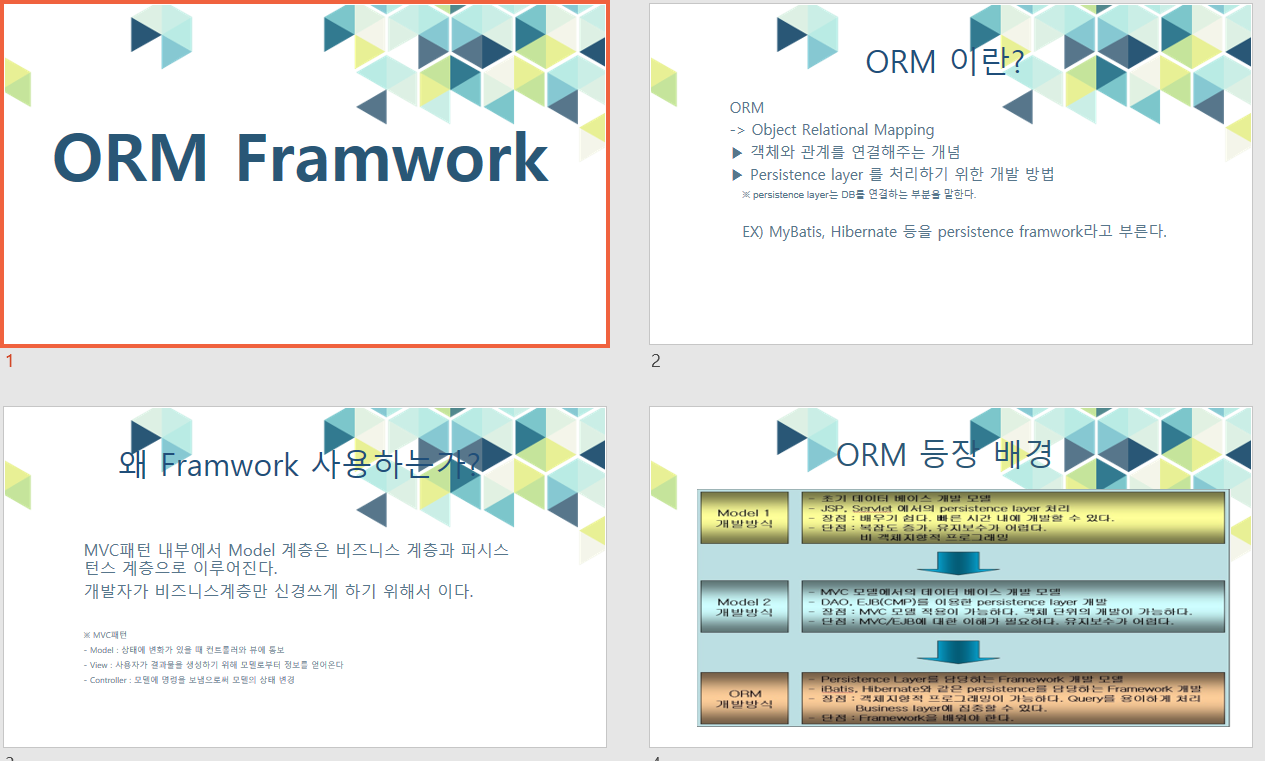 ORM Framwork
1
ORM 이란?
ORM
-> Object Relational Mapping
▶ 객체와 관계를 연결해주는 개념
▶ Persistence layer 를 처리하기 위한 개발 방법
※ persistence layer는 DB를 연결하는 부분을 말한다.
EX) MyBatis, Hibernate 등을 persistence framwork라고 부른다.
2
왜 Framwork 사용하는가?
MVC패턴 내부에서 Model 계층은 비즈니스 계층과 퍼시스
턴스 계층으로 이루어진다.
개발자가 비즈니스계층만 신경쓰게 하기 위해서 이다.
※ MVC패턴
- Model : 상태에 변화가 있을 때 컨트롤러와 뷰에 통보
- View : 사용자가 결과물을 생성하기 위해 모델로부터 정보를 얻어온다
- Controller : 모델에 명령을 보냄으로써 모델의 상태 변경
ORM 등장 배경
Model 1
개발방식
- 초기 데이터 베이스 개발 모델
- JSP, Servlet 에서의 persistence layer 처리
- 장점 : 배우기 쉽다. 빠른 시간 내에 개발할 수 있다.
- 단점 : 복잡도 증가, 유지보수가 어렵다.
비 객체지향적 프로그래밍
Model 2
개발방식
- MVC 모델에서의 데이터 베이스 개발 모델
- DAO, EJB(CMP)를 이용한 persistence layer 개발
- 장점 : MVC 모델 적용이 가능하다. 객체 단위의 개발이 가능하다.
- 단점 : MVC/EJB에 대한 이해가 필요하다. 유지보수가 어렵다.
ORM
개발방식
- Persistence Layer를 담당하는 Framework 개발 모델
- iBatis, Hibernate와 같은 persistence를 담당하는 Framework 개발
- 장점 : 객체지향적 프로그래밍이 가능하다. Query를 용이하게 처리
Business layer에 집중할 수 있다.
- 단점 : Framework을 배워야 한다.